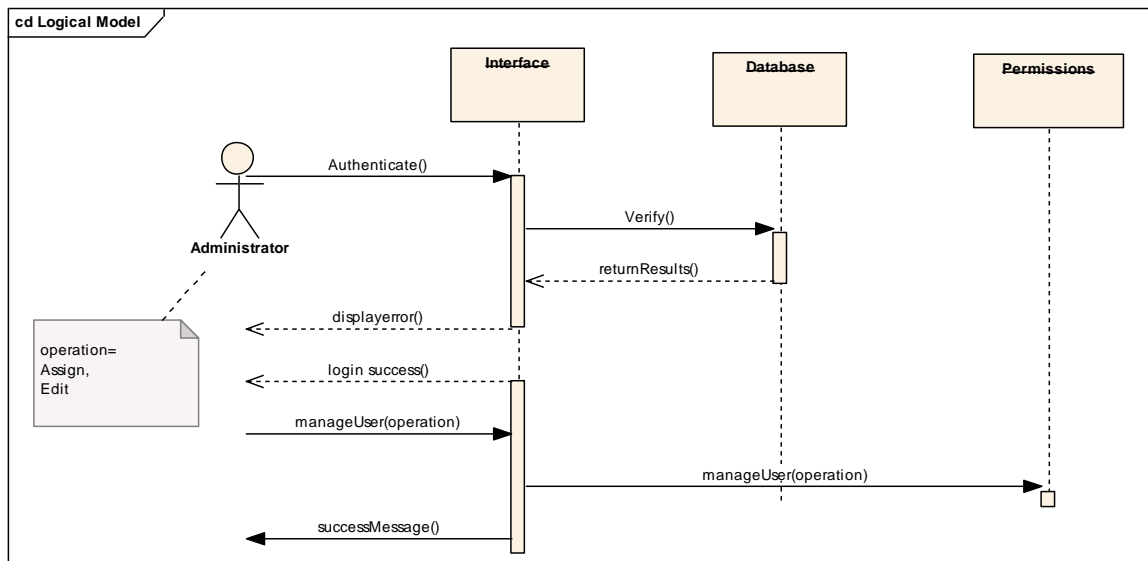 cd Logical Model
Interface
Database
Permissions
Authenticate()
Verify()
Administrator
returnResults()
displayerror()
operation=
Assign,
Edit
login success()
manageUser(operation)
manageUser(operation)
successMessage()